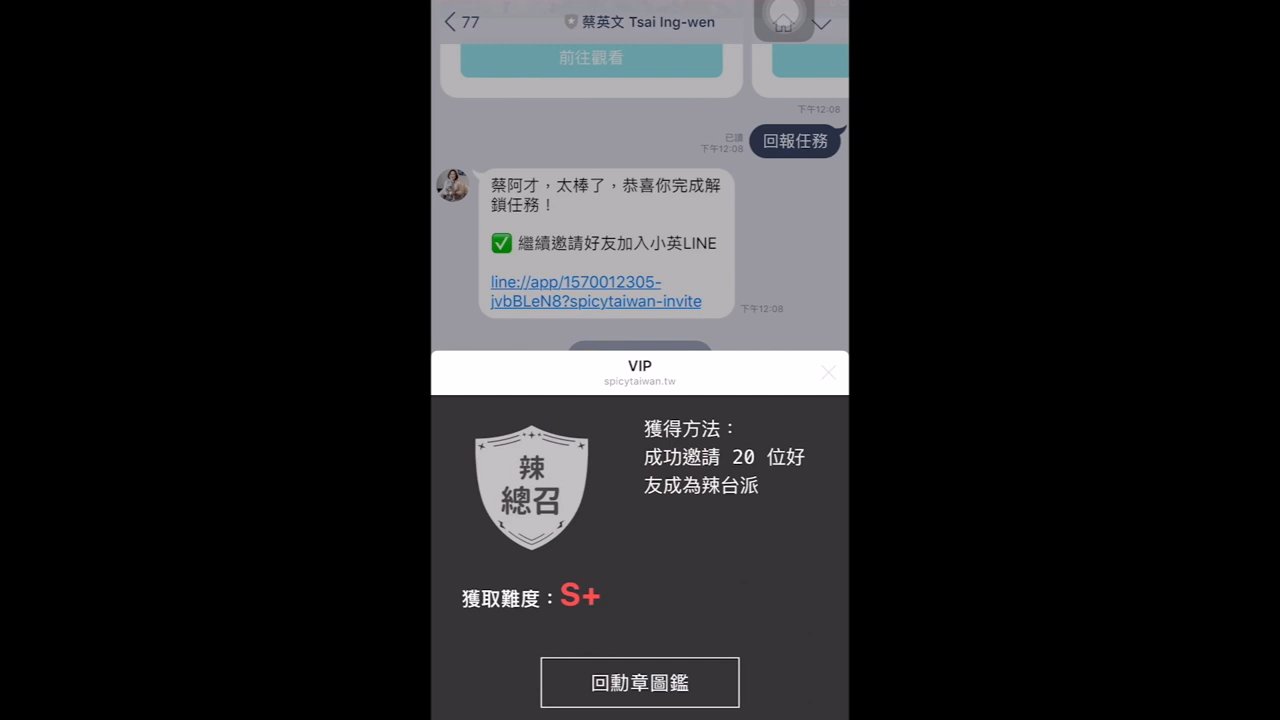 77
蔡英文 Tsai Ing-wen
前往觀看
下午12:08
已讀
下午12:08
回報任務
蔡阿才，太棒了，恭喜你完成解
鎖任務！
✅ 繼續邀請好友加入小英LINE
line://app/1570012305-
jvbBLeN8?spicytaiwan-invite
下午12:08
VIP
spicytaiwan.tw
辣
總召
獲得方法：
成功邀請 20 位好
友成為辣台派
獲取難度：S+
回勳章圖鑑